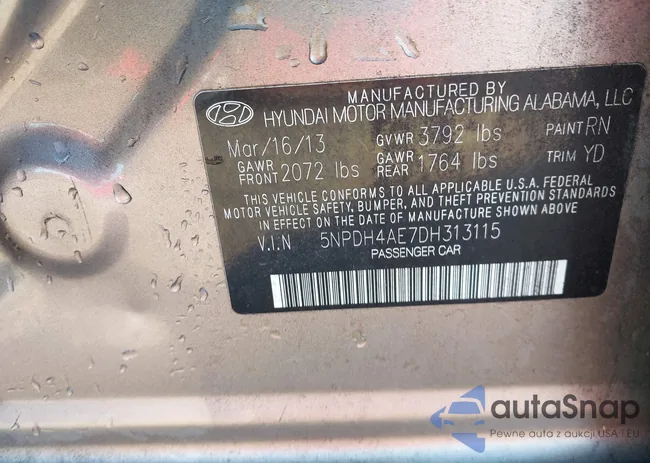 MANUFACTURED BY
HYUNDAI MOTOR MANUFACTURING ALABAMA, LLC
Mar/16/13 GVWR 3792 lbs PAINT RN
GAWR FRONT 2072 lbs GAWR REAR 1764 lbs TRIM YD
THIS VEHICLE CONFORMS TO ALL APPLICABLE U.S.A. FEDERAL
MOTOR VEHICLE SAFETY, BUMPER, AND THEFT PREVENTION STANDARDS
IN EFFECT ON THE DATE OF MANUFACTURE SHOWN ABOVE
V.I.N 5NPDH4AE7DH313115
PASSENGER CAR
autaSnap
Pewne auta z aukcji USA i EU